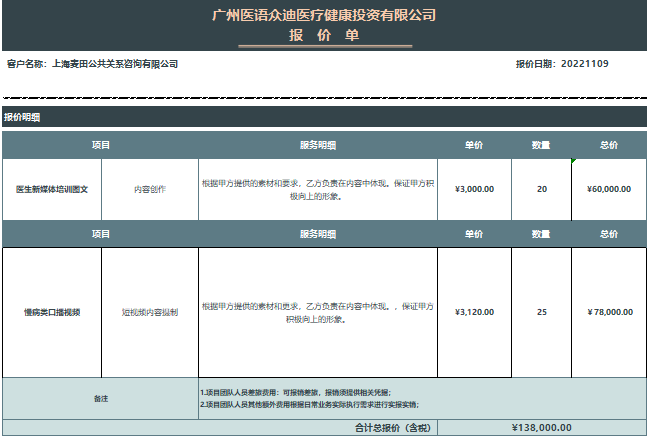 广州医语众迪医疗健康投资有限公司
报 价 单
客户名称：上海麦田公共关系咨询有限公司 报价日期：20221109
报价明细
项目 服务明细 单价 数量 总价
医生新媒体培训图文 内容创作 根据甲方提供的素材和要求，乙方负责在内容中体现。保证甲方积 ¥3,000.00 20 ¥60,000.00
极向上的形象。
项目 服务明细 单价 数量 总价
慢病类口播视频 短视频内容摄制 根据甲方提供的素材和更求，乙方负责在内容中体现。，保证甲方 ¥3,120.00 25 ¥78,000.00
积极向上的形象。
备注
1.项目团队人员差旅费用：可报销差旅，报销须提供相关凭据；
2.项目团队人员其他额外费用根据日常业务实际执行需求进行实报实销；
合计总报价（含税） ¥138,000.00